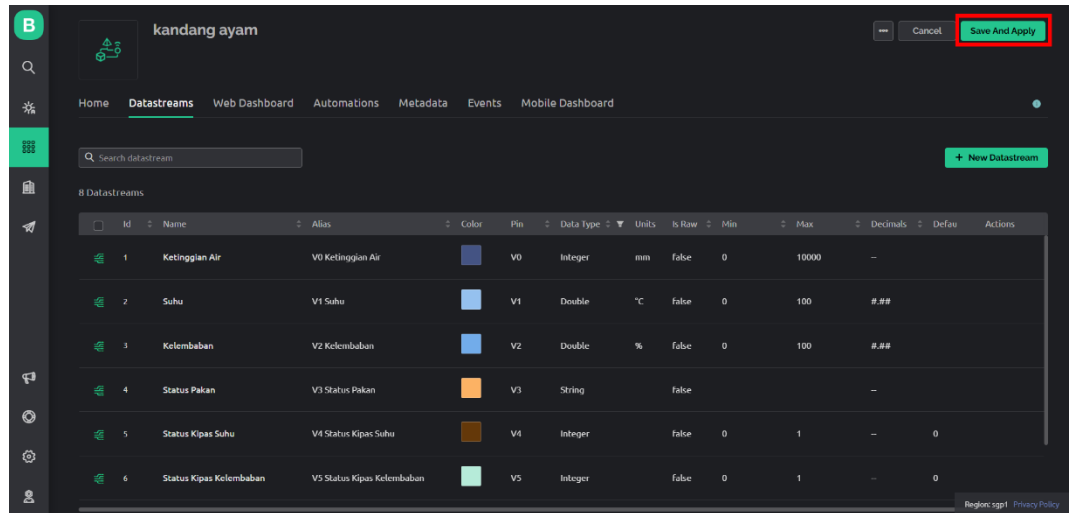 B
kandang ayam
Cancel
Save And Apply
Home Datastreams Web Dashboard Automations Metadata Events Mobile Dashboard
Search datastream
+ New Datastream
8 Datastreams
Id Name Alias Color Pin Data Type Units Is Raw Min Max Decimals Defau Actions
1 Ketinggian Air V0 Ketinggian Air V0 Integer mm false 0 10000 –
2 Suhu V1 Suhu V1 Double °C false 0 100 #.##
3 Kelembaban V2 Kelembaban V2 Double % false 0 100 #.##
4 Status Pakan V3 Status Pakan V3 String false –
5 Status Kipas Suhu V4 Status Kipas Suhu V4 Integer false 0 1 – 0
6 Status Kipas Kelembaban V5 Status Kipas Kelembaban V5 Integer false 0 1 – 0
Region: sgp1 Privacy Policy